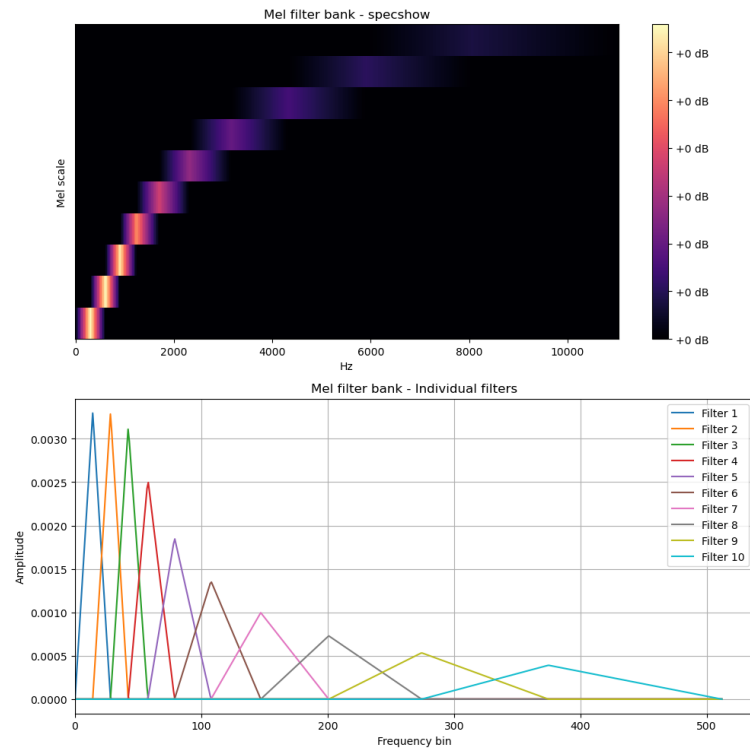 Mel filter bank - specshow
Mel scale
0 2000 4000 6000 8000 10000
Hz
+0 dB
+0 dB
+0 dB
+0 dB
+0 dB
+0 dB
+0 dB
Mel filter bank - Individual filters
Amplitude
0.0030
0.0025
0.0020
0.0015
0.0010
0.0005
0.0000
0 100 200 300 400 500
Frequency bin
Filter 1
Filter 2
Filter 3
Filter 4
Filter 5
Filter 6
Filter 7
Filter 8
Filter 9
Filter 10